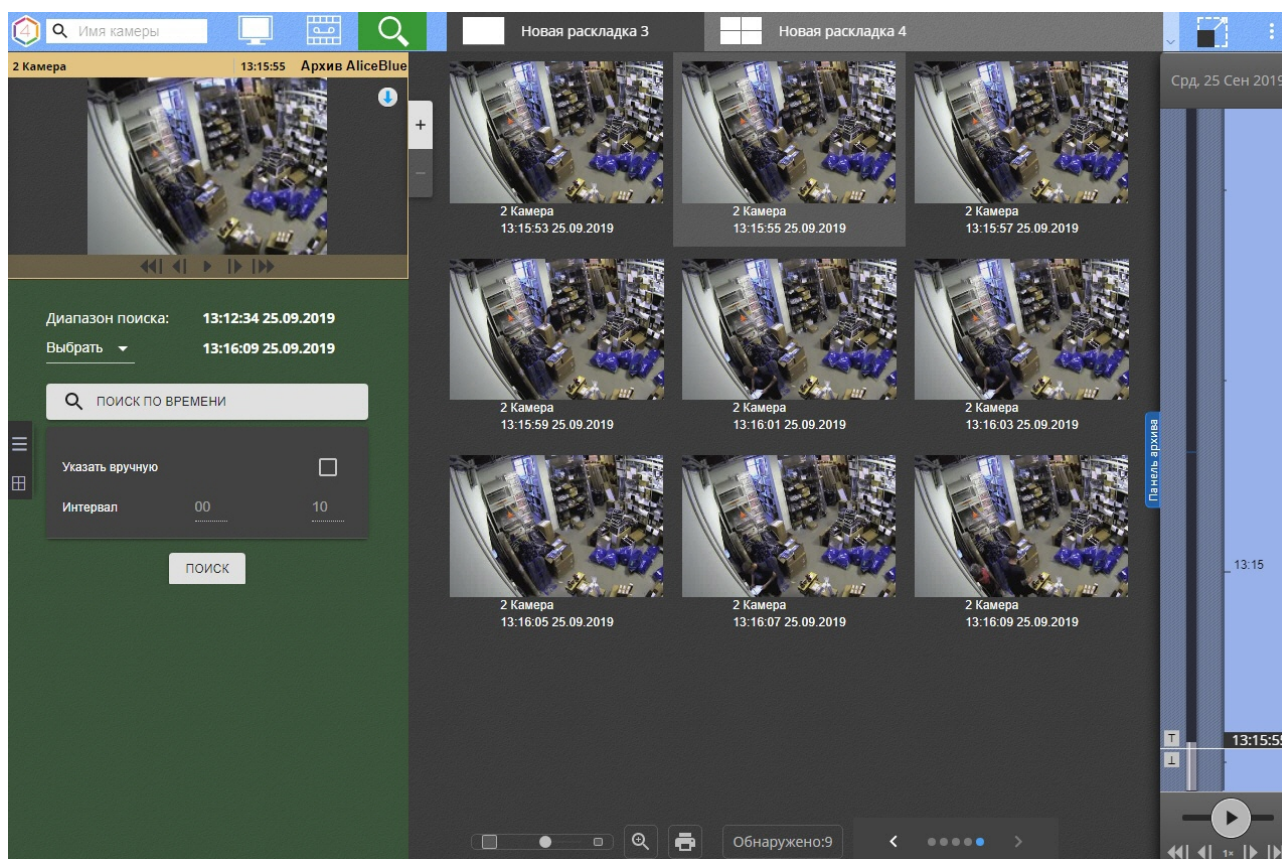 Имя камеры
Новая раскладка 3
Новая раскладка 4
2 Камера
13:15:55
Архив AliceBlue
Срд, 25 Сен 2019
+
−
2 Камера
13:15:53 25.09.2019
2 Камера
13:15:55 25.09.2019
2 Камера
13:15:57 25.09.2019
Диапазон поиска:
13:12:34 25.09.2019
Выбрать
13:16:09 25.09.2019
ПОИСК ПО ВРЕМЕНИ
Указать вручную
Интервал
00
10
ПОИСК
2 Камера
13:15:59 25.09.2019
2 Камера
13:16:01 25.09.2019
2 Камера
13:16:03 25.09.2019
Панель архива
2 Камера
13:16:05 25.09.2019
2 Камера
13:16:07 25.09.2019
2 Камера
13:16:09 25.09.2019
13:15
13:15:55
Обнаружено:9
1×